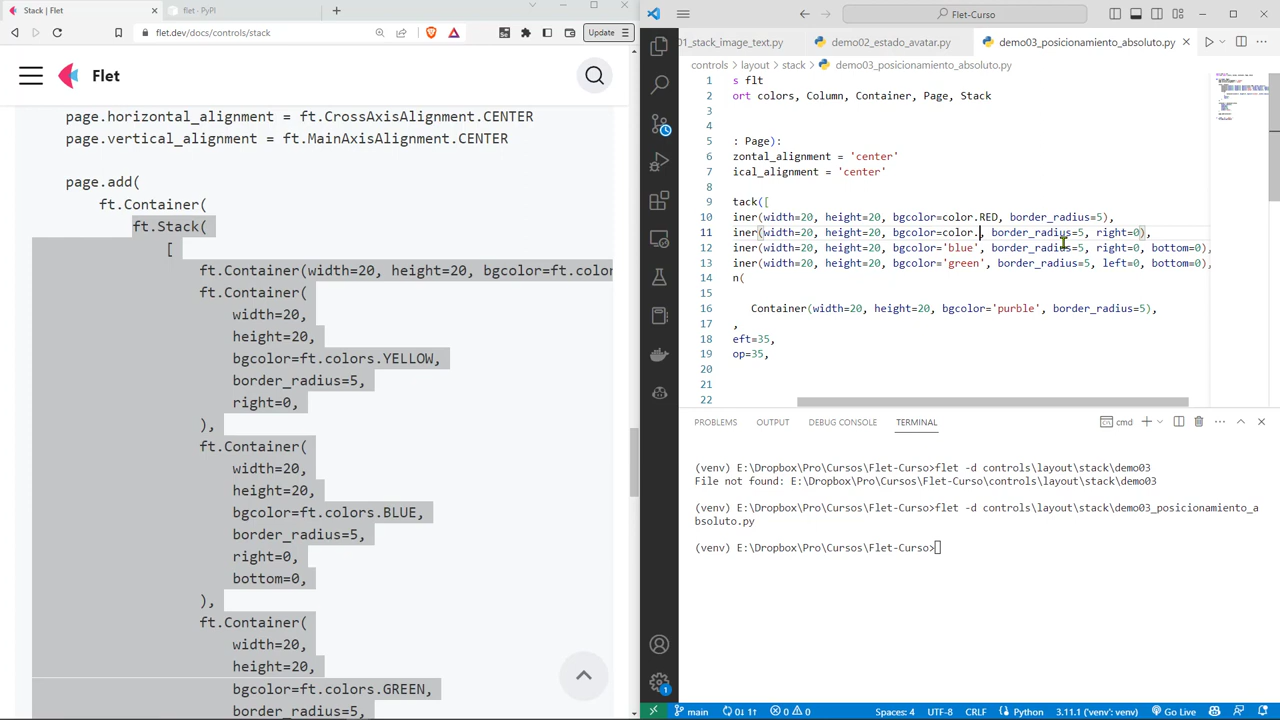 Stack | Flet
flet · PyPI
flet.dev/docs/controls/stack
Update
Flet
page.horizontal_alignment = ft.CrossAxisAlignment.CENTER
page.vertical_alignment = ft.MainAxisAlignment.CENTER
page.add(
ft.Container(
ft.Stack(
[
ft.Container(width=20, height=20, bgcolor=ft.color
ft.Container(
width=20,
height=20,
bgcolor=ft.colors.YELLOW,
border_radius=5,
right=0,
),
ft.Container(
width=20,
height=20,
bgcolor=ft.colors.BLUE,
border_radius=5,
right=0,
bottom=0,
),
ft.Container(
width=20,
height=20,
bgcolor=ft.colors.GREEN,
border_radius=5,
Flet-Curso
01_stack_image_text.py
demo03_posicionamiento_absoluto.py
controls > layout > stack > demo03_posicionamiento_absoluto.py
1 s flt
2 ort colors, Column, Container, Page, Stack
3
4
5 : Page):
6 zontal_alignment = 'center'
7 ical_alignment = 'center'
8
9 tack([
10 iner(width=20, height=20, bgcolor=color.RED, border_radius=5),
11 iner(width=20, height=20, bgcolor=color., border_radius=5, right=0),
12 iner(width=20, height=20, bgcolor='blue', border_radius=5, right=0, bottom=0),
13 iner(width=20, height=20, bgcolor='green', border_radius=5, left=0, bottom=0),
14 n(
15
16 Container(width=20, height=20, bgcolor='purble', border_radius=5),
17 ,
18 eft=35,
19 op=35,
20
21
22
PROBLEMS OUTPUT DEBUG CONSOLE TERMINAL
cmd
(venv) E:\Dropbox\Pro\Cursos\Flet-Curso>flet -d controls\layout\stack\demo03
File not found: E:\Dropbox\Pro\Cursos\Flet-Curso\controls\layout\stack\demo03
(venv) E:\Dropbox\Pro\Cursos\Flet-Curso>flet -d controls\layout\stack\demo03_posicionamiento_a
bsoluto.py
(venv) E:\Dropbox\Pro\Cursos\Flet-Curso>
main 0↓ 1↑ 0 0 Spaces: 4 UTF-8 CRLF Python 3.11.1 ('venv': venv) Go Live